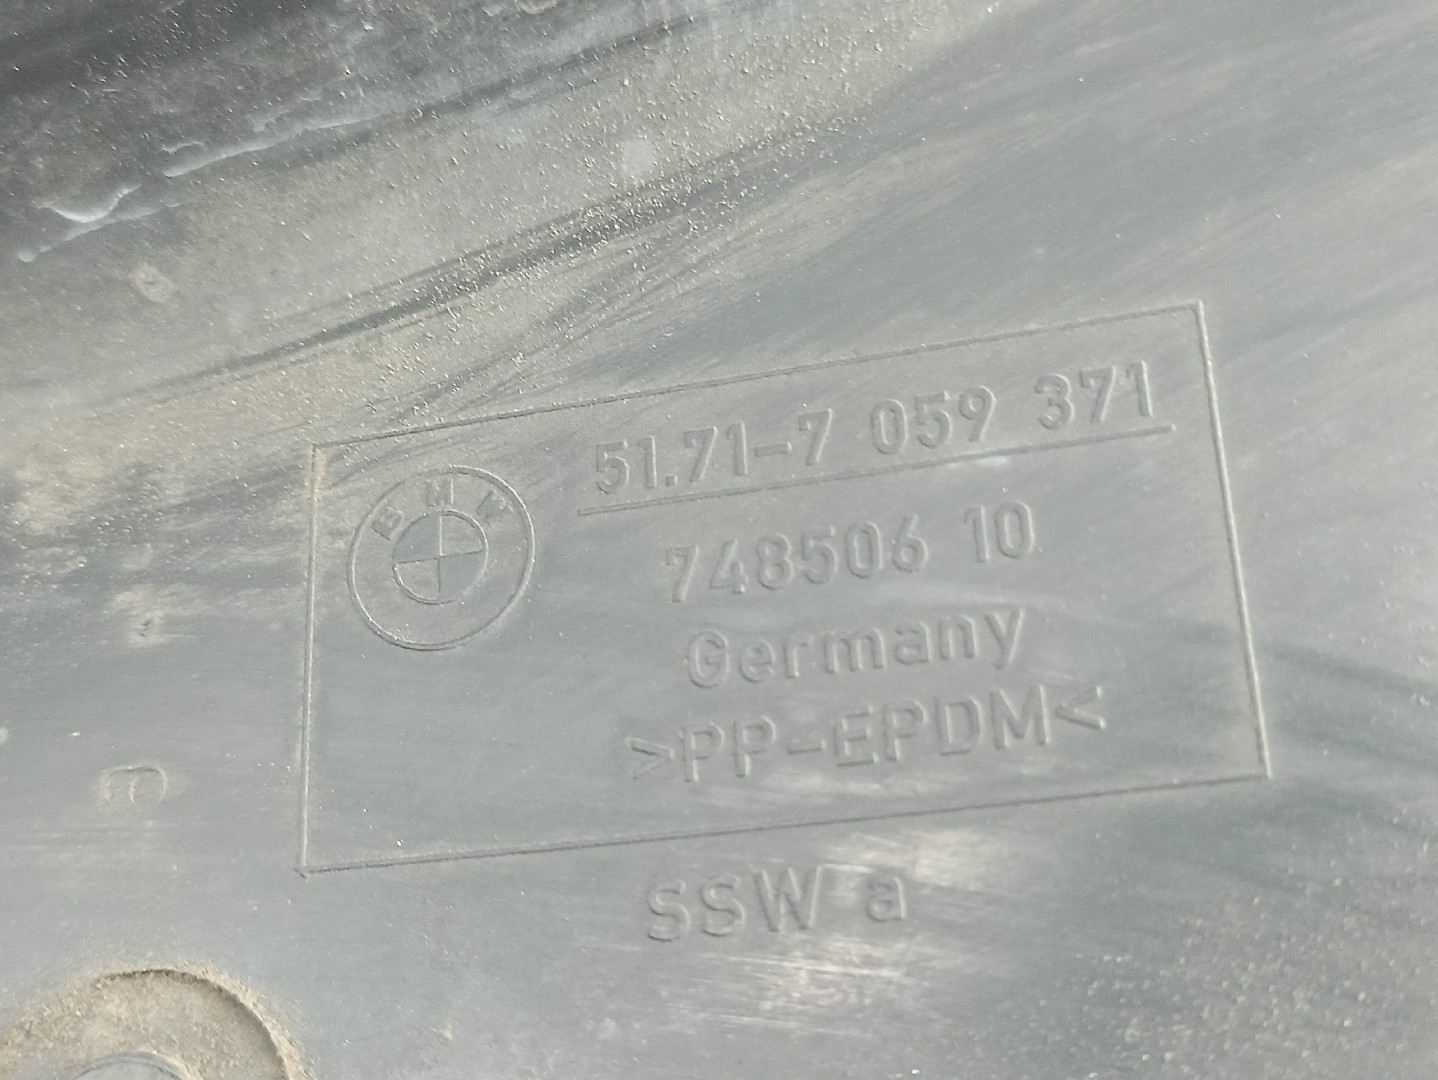 BMW
51.71-7 059 371
748506 10
Germany
>PP-EPDM<
SSW a